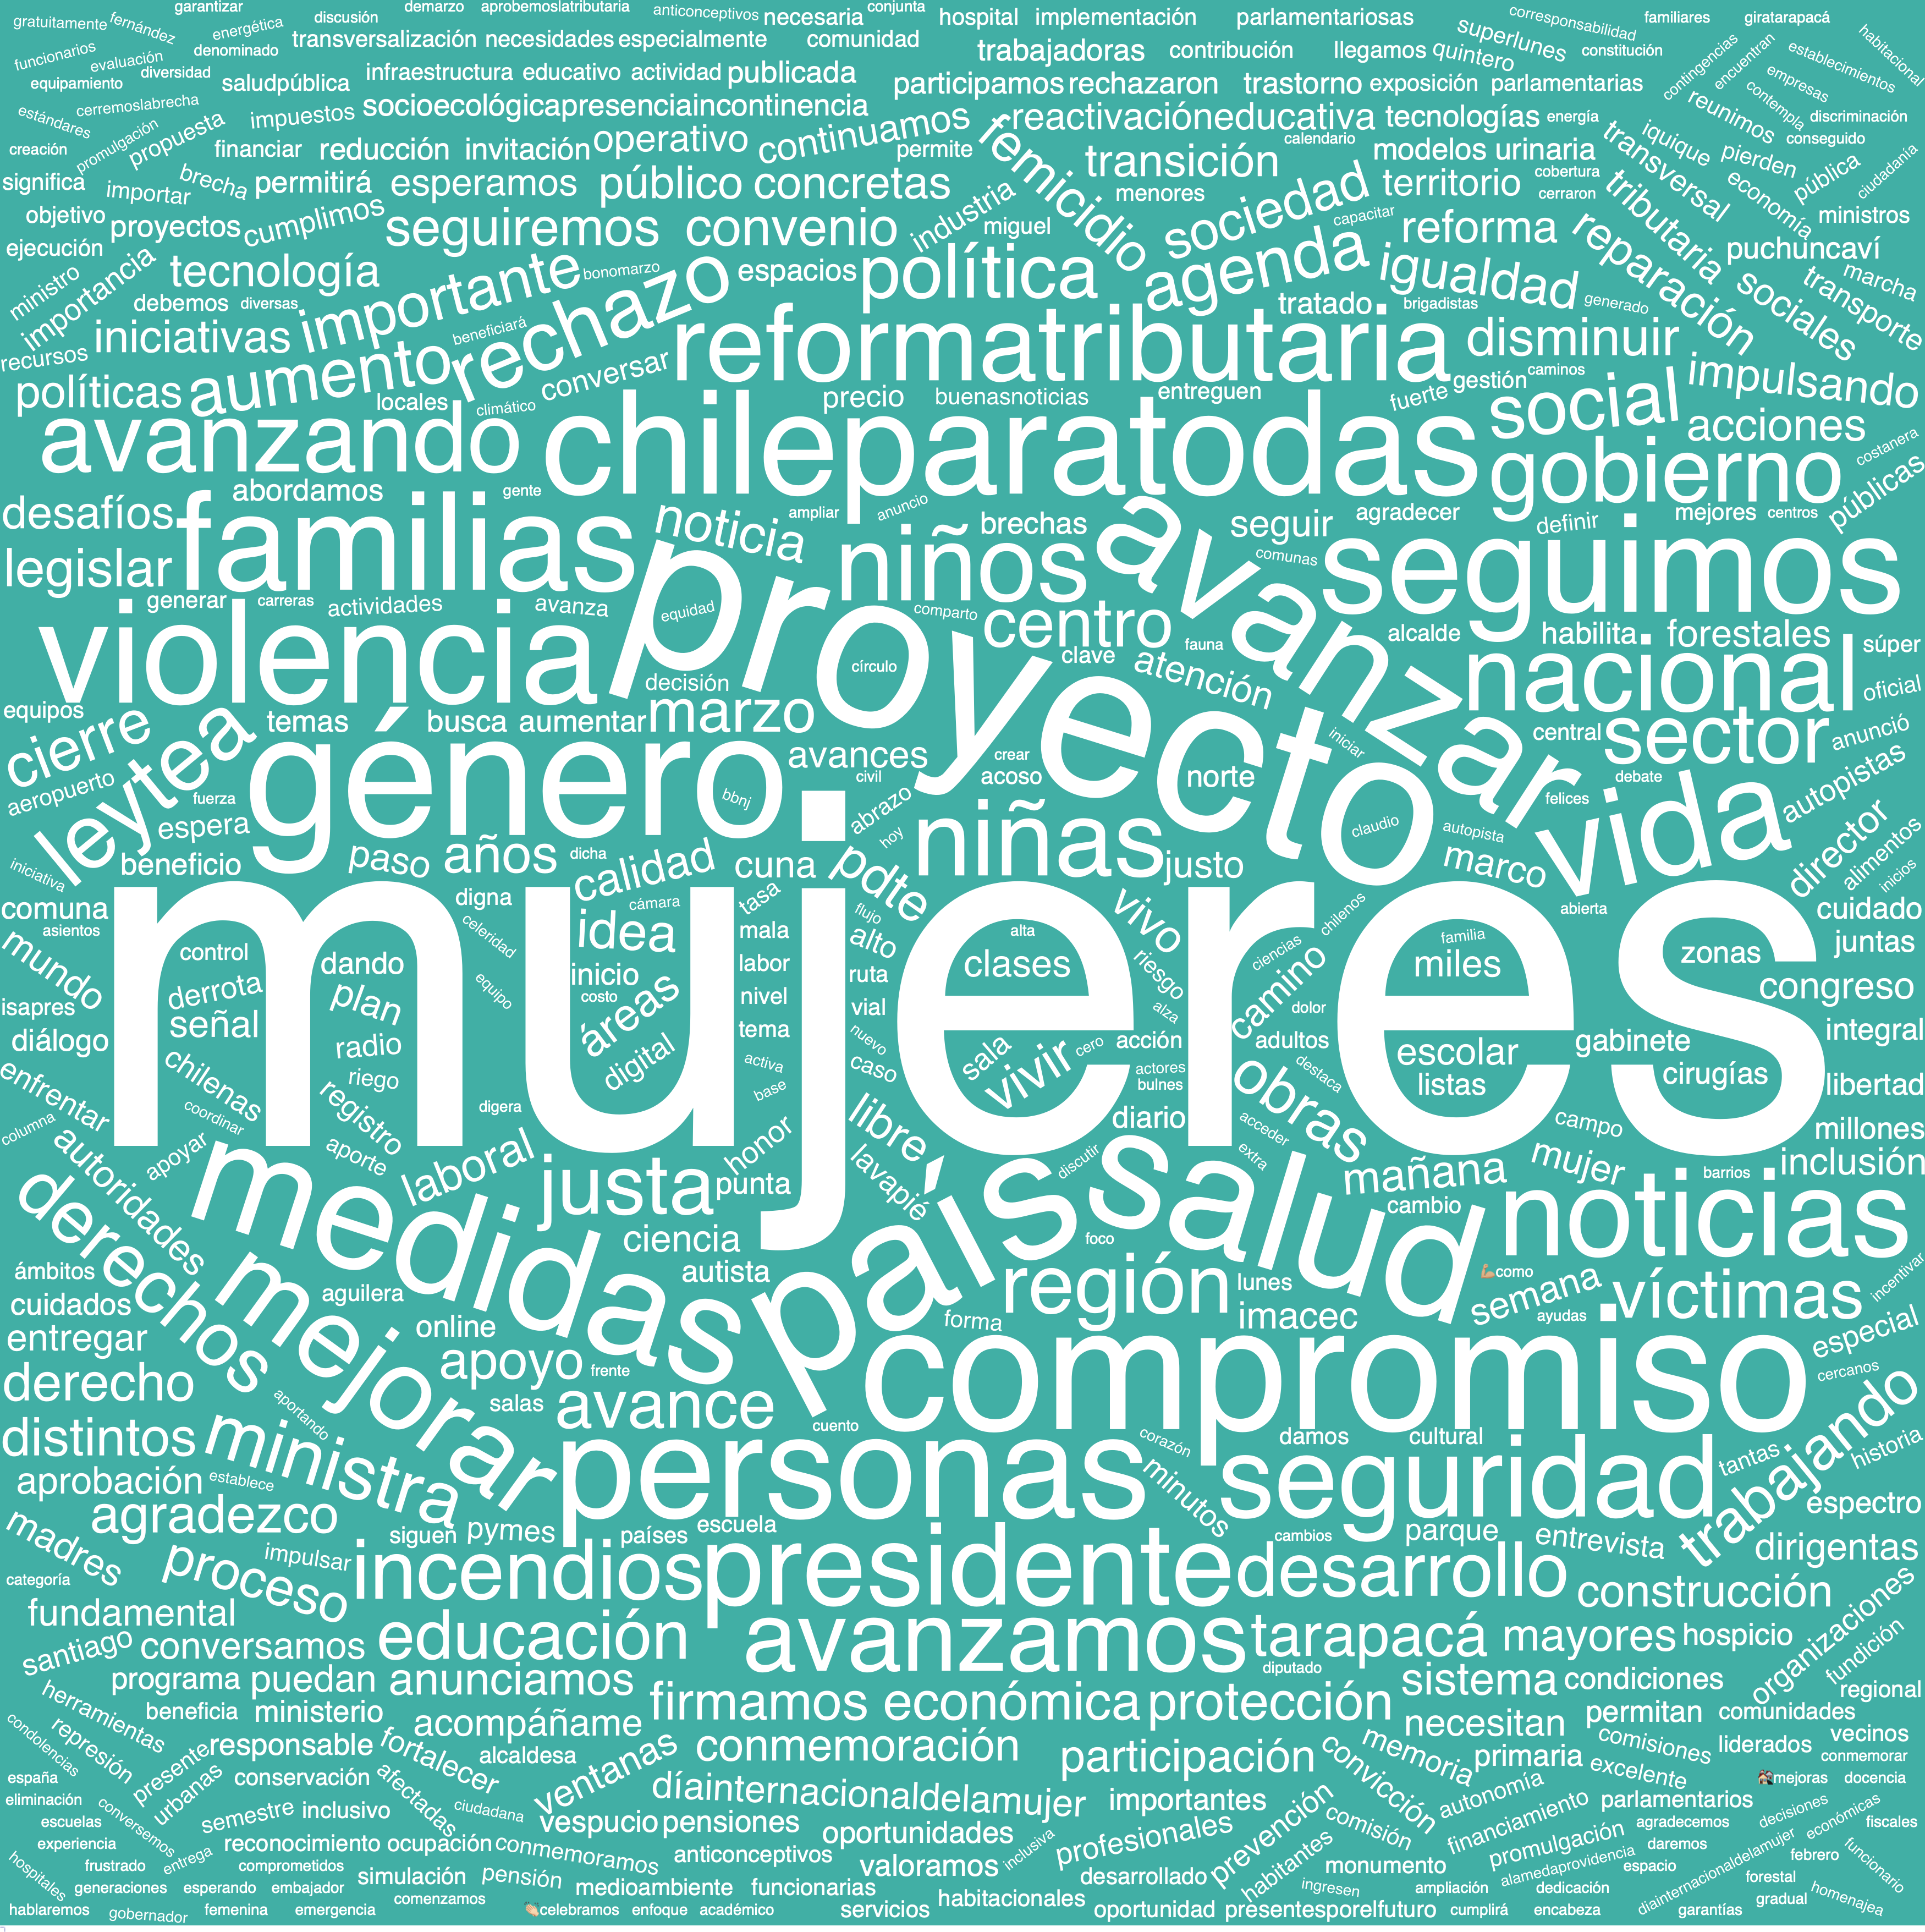 garantizar demarzo aprobemoslatributaria conjunta
gratuitamente fernández discusión anticonceptivos necesaria hospital implementación parlamentariosas corresponsabilidad familiares giratarapacá
funcionarios energética transversalización necesidades especialmente comunidad superlunes habitacional
evaluación denominado trabajadoras contribución llegamos quintero constitución contingencias encuentran establecimientos
equipamiento diversidad saludpública infraestructura educativo actividad publicada participamos rechazaron trastorno exposición parlamentarias empresas
estándares cerremoslabrecha impuestos socioecológica presencia incontinencia reactivacióneducativa tecnologías energía reunimos contempla discriminación
creación promulgación propuesta financiar reducción invitación operativo continuamos permite femicidio calendario modelos urinaria transversal iquique pierden conseguido
significa importar brecha permitirá esperamos público concretas transición menores territorio cobertura cerraron economía pública ciudadanía
objetivo proyectos cumplimos seguiremos convenio industria miguel sociedad capacitar reforma tributaria ministros
ejecución tecnología importante bonomarzo espacios política agenda igualdad reparación puchuncaví
ministro importancia debemos diversas rechazo tratado brigadistas generado sociales marcha transporte
recursos iniciativas aumento beneficiará conversar reformatributaria disminuir
políticas locales climático precio buenasnoticias entreguen fuerte gestión caminos impulsando
avanzando chileparatodas social acciones costanera
desafíos abordamos gente ampliar anuncio agradecer gobierno públicas
familias noticia niños brechas seguir definir mejores centros
legislar proyecto avanzar comunas seguimos
generar carreras actividades avanza equidad comparto centro clave fauna alcalde habilita forestales súper
violencia decisión círculo atención nacional oficial
equipos cierre temas busca aumentar marzo iniciar central sector anunció
aeropuerto leytea género avances crear civil acoso norte debate autopistas
fuerza bbnj abrazo claudio felices vida
espera hoy niñas autopista director alimentos
iniciativa beneficio paso años dicha calidad cuna pdte justo marco inicios
comuna asientos digna cámara tasa flujo vivo chilenos abierta cuidado
mundo mujeres control dando celeridad idea mala alto alta clases ciencias familia miles zonas juntas
isapres derrota plan equipo inicio costo labor nivel ruta vial riesgo alza camino dolor congreso
diálogo señal radio áreas digital tema nuevo sala cero acción adultos escolar gabinete integral
enfrentar chilenas riego activa base caso vivir actores bulnes destaca listas cirugías libertad
columna coordinar registro digera libre diario obras acceder campo millones
autoridades apoyar aporte laboral honor lavapié discutir extra mañana mujer barrios inclusión
derechos medidas justa punta país salud cambio noticias
ámbitos ciencia foco 💪🏼como incentivar
cuidados aguilera autista región lunes semana víctimas
entregar mejorar online forma imacec ayudas especial
derecho apoyo frente compromiso cercanos
aportando salas avance cuento trabajando
distintos ministra personas corazón damos cultural seguridad tantas historia
aprobación establece minutos espectro
agradezco siguen pymes países escuela cambios parque entrevista
madres proceso impulsar incendios presidente desarrollo dirigentas
categoría fundamental construcción organizaciones
santiago conversamos educación avanzamos tarapacá mayores hospicio fundición
programa puedan anunciamos diputado sistema condiciones regional
herramientas beneficia ministerio firmamos económica protección necesitan permitan comunidades
condolencias represión acompáñame comisiones liderados vecinos
responsable fortalecer alcaldesa ventanas conmemoración participación convicción memoria primaria conmemorar
españa presente conservación afectadas excelente 👩‍👧mejoras docencia
eliminación urbanas semestre inclusivo ciudadana díainternacionaldelamujer importantes prevención autonomía parlamentarios decisiones económicas
escuelas conversemos vespucio pensiones oportunidades profesionales comisión financiamiento agradecemos fiscales
experiencia reconocimiento ocupación conmemoramos anticonceptivos valoramos inclusiva habitantes promulgación daremos febrero funcionario
hospitales frustrado entrega comprometidos simulación pensión desarrollado monumento alamedaprovidencia espacio diainternacionaldelamujer forestal
generaciones esperando embajador comenzamos medioambiente funcionarias habitacionales ingresen ampliación dedicación gradual homenajea
hablaremos gobernador femenina emergencia 👏🏼celebramos enfoque académico servicios oportunidad presentesporelfuturo cumplirá encabeza garantías